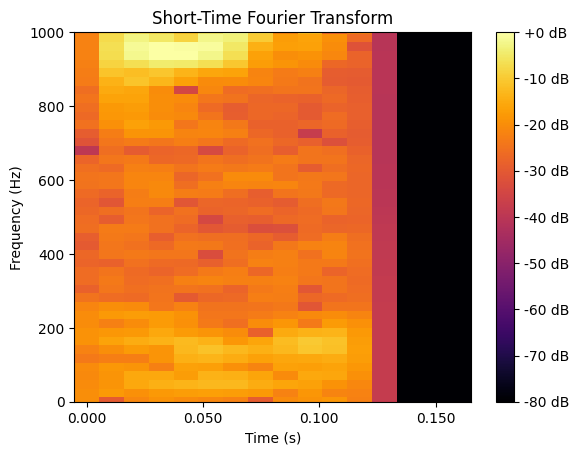 Short-Time Fourier Transform
Frequency (Hz)
1000
800
600
400
200
0
0.000
0.050
0.100
0.150
Time (s)
+0 dB
-10 dB
-20 dB
-30 dB
-40 dB
-50 dB
-60 dB
-70 dB
-80 dB